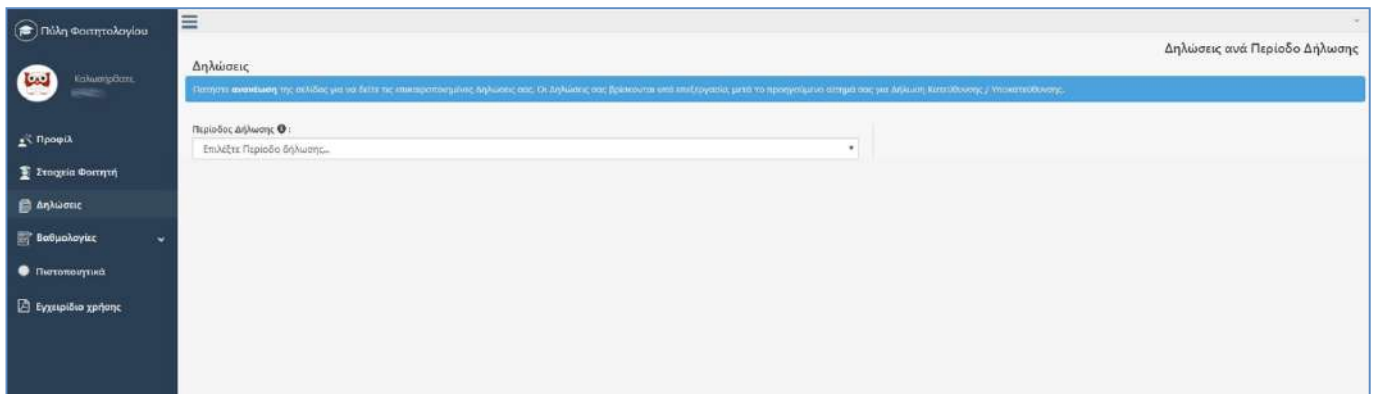 Πύλη Φοιτητολογίου
Καλωσήρθατε,
Προφίλ
Στοιχεία Φοιτητή
Δηλώσεις
Βαθμολογίες
Πιστοποιητικά
Εγχειρίδιο χρήσης
Δηλώσεις ανά Περίοδο Δήλωσης
Δηλώσεις
Πατήστε ανανέωση της σελίδας για να δείτε τις επικαιροποιημένες δηλώσεις σας. Οι Δηλώσεις σας βρίσκονται υπό επεξεργασία, μετά το προηγούμενο αίτημά σας για Δήλωση Κατεύθυνσης / Υποκατεύθυνσης.
Περίοδος Δήλωσης :
Επιλέξτε Περίοδο δήλωσης...